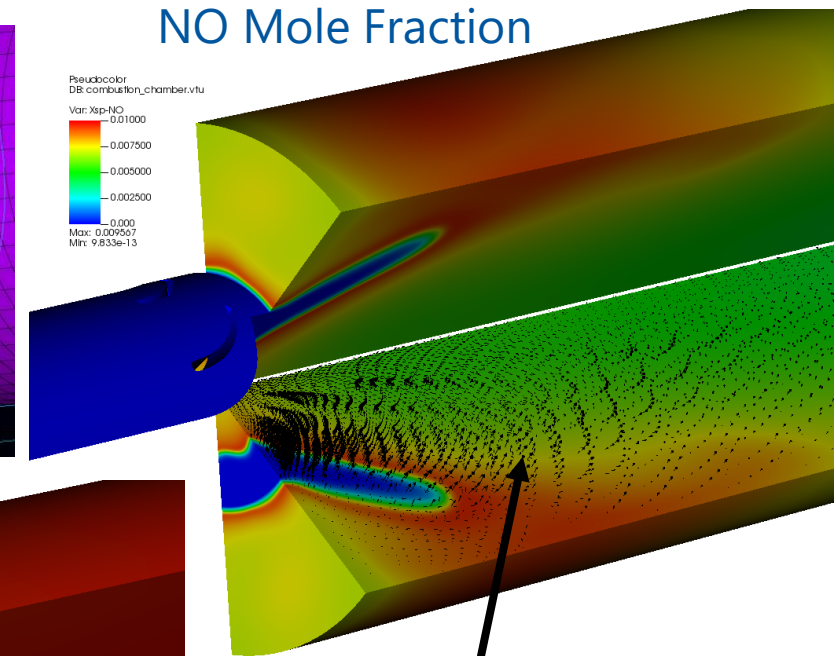 NO Mole Fraction
Pseudocolor
DB: combustion_chamber.vtu
Var: Xsp-NO
0.01000
0.007500
0.005000
0.002500
0.000
Max: 0.009567
Min: 9.833e-13